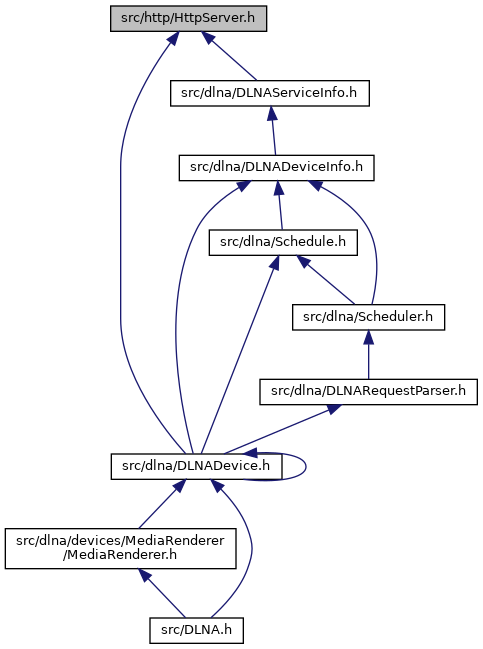 src/http/HttpServer.h
src/dlna/DLNAServiceInfo.h
src/dlna/DLNADeviceInfo.h
src/dlna/Schedule.h
src/dlna/Scheduler.h
src/dlna/DLNARequestParser.h
src/dlna/DLNADevice.h
src/dlna/devices/MediaRenderer
/MediaRenderer.h
src/DLNA.h